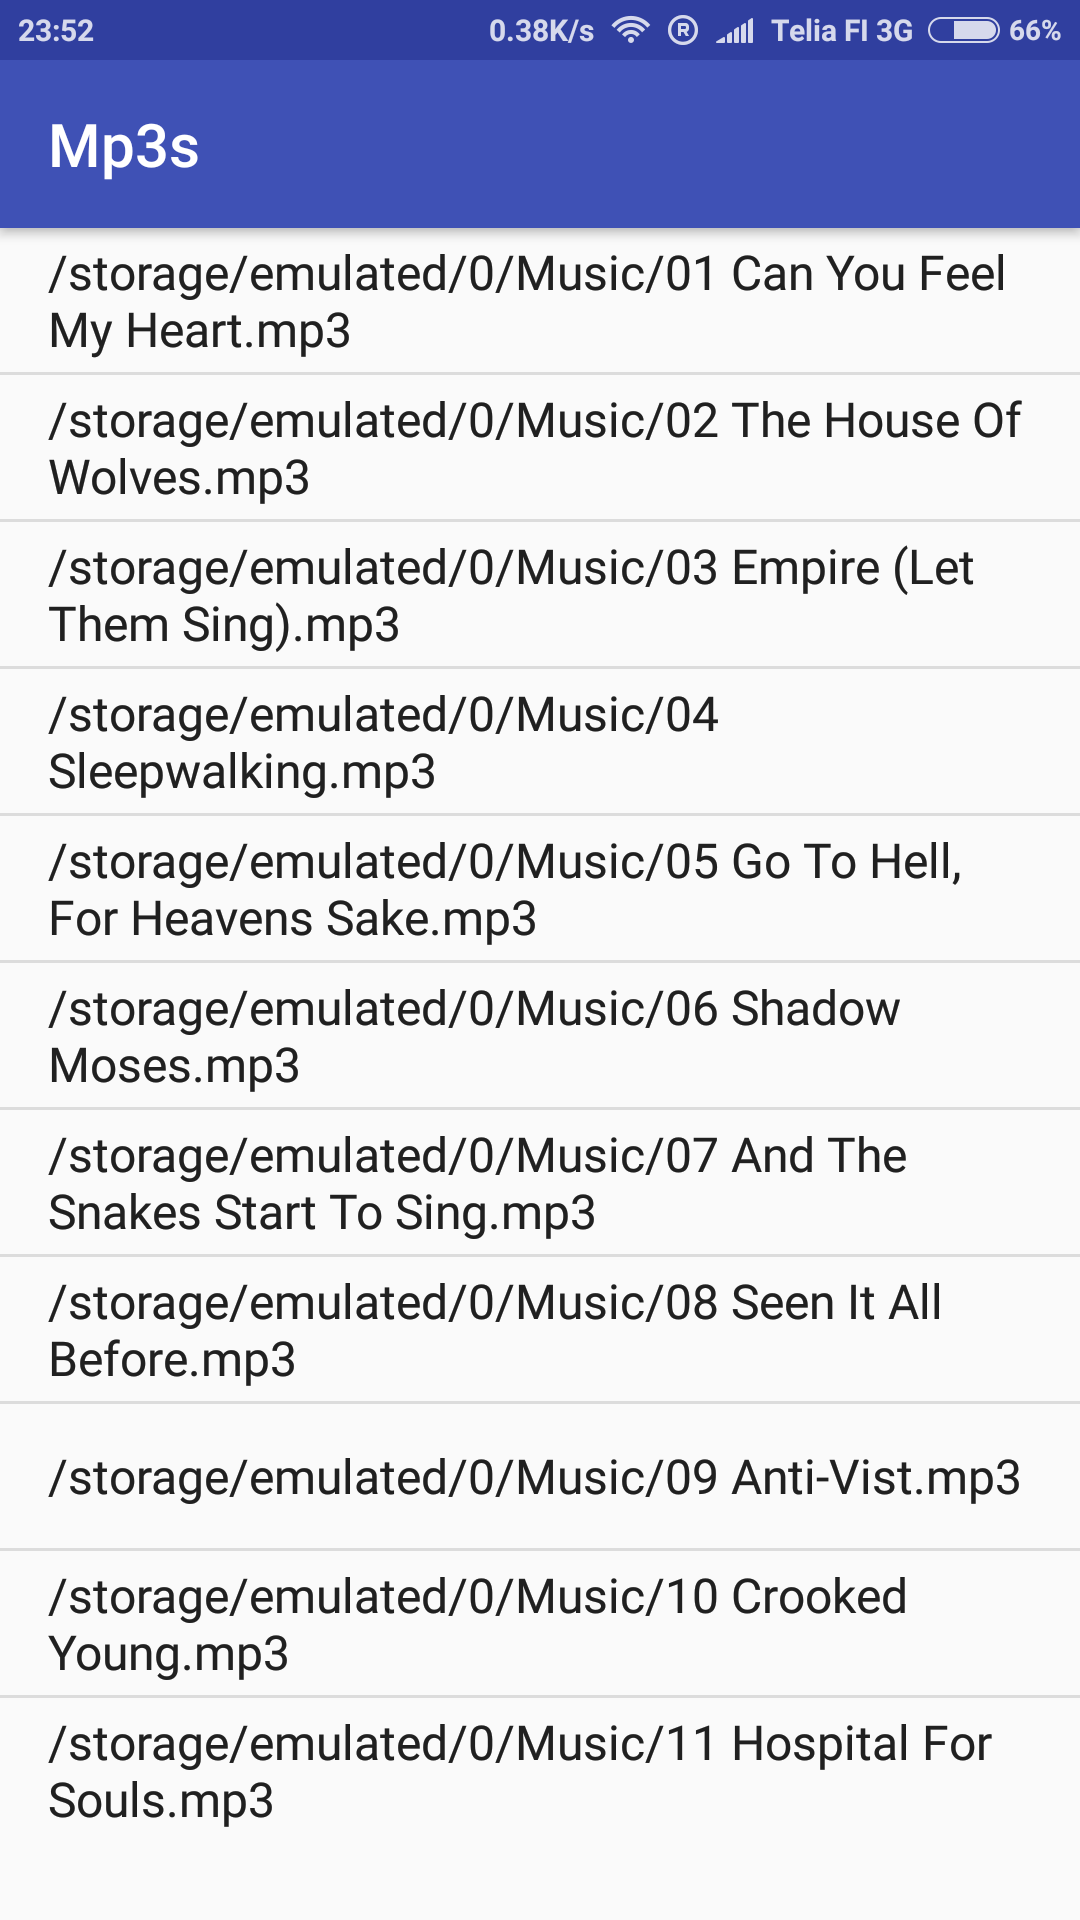 23:52 0.38K/s R Telia FI 3G 66%
Mp3s
/storage/emulated/0/Music/01 Can You Feel
My Heart.mp3
/storage/emulated/0/Music/02 The House Of
Wolves.mp3
/storage/emulated/0/Music/03 Empire (Let
Them Sing).mp3
/storage/emulated/0/Music/04
Sleepwalking.mp3
/storage/emulated/0/Music/05 Go To Hell,
For Heavens Sake.mp3
/storage/emulated/0/Music/06 Shadow
Moses.mp3
/storage/emulated/0/Music/07 And The
Snakes Start To Sing.mp3
/storage/emulated/0/Music/08 Seen It All
Before.mp3
/storage/emulated/0/Music/09 Anti-Vist.mp3
/storage/emulated/0/Music/10 Crooked
Young.mp3
/storage/emulated/0/Music/11 Hospital For
Souls.mp3